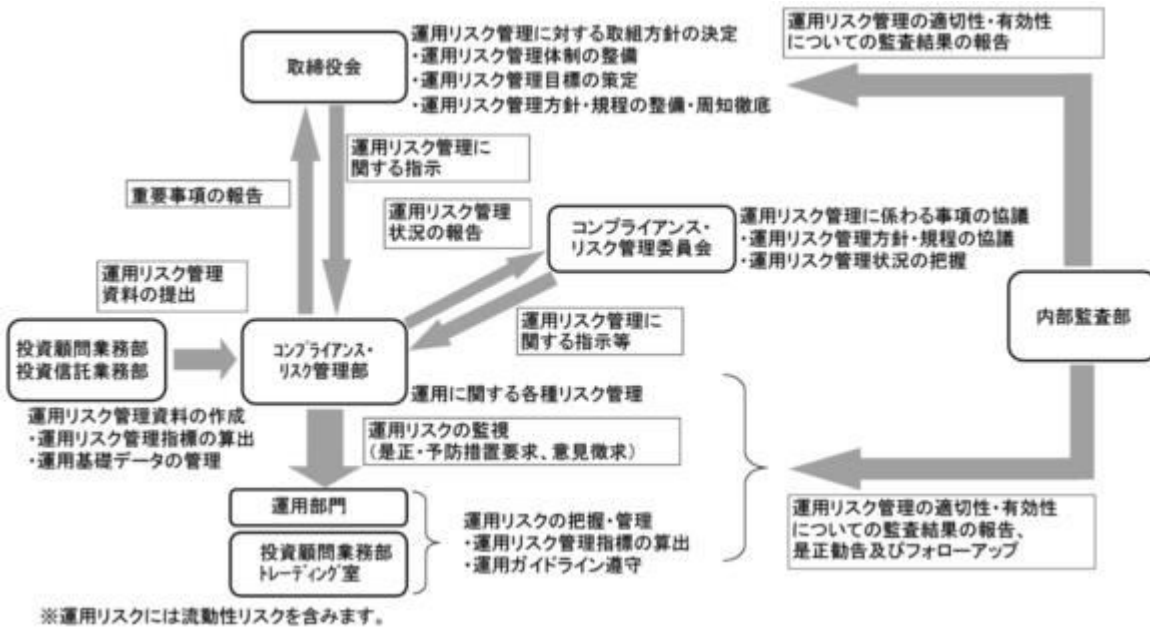 取締役会
運用リスク管理に対する取組方針の決定
・運用リスク管理体制の整備
・運用リスク管理目標の策定
・運用リスク管理方針・規程の整備・周知徹底
運用リスク管理の適切性・有効性
についての監査結果の報告
運用リスク管理に
関する指示
重要事項の報告
運用リスク管理
状況の報告
コンプライアンス・
リスク管理委員会
運用リスク管理に係わる事項の協議
・運用リスク管理方針・規程の協議
・運用リスク管理状況の把握
運用リスク管理
資料の提出
運用リスク管理に
関する指示等
内部監査部
投資顧問業務部
投資信託業務部
コンプライアンス・
リスク管理部
運用に関する各種リスク管理
運用リスク管理資料の作成
・運用リスク管理指標の算出
・運用基礎データの管理
運用リスクの監視
(是正・予防措置要求、意見徴求)
運用部門
投資顧問業務部
トレーディング室
運用リスクの把握・管理
・運用リスク管理指標の算出
・運用ガイドライン遵守
運用リスク管理の適切性・有効性
についての監査結果の報告、
是正勧告及びフォローアップ
※運用リスクには流動性リスクを含みます。